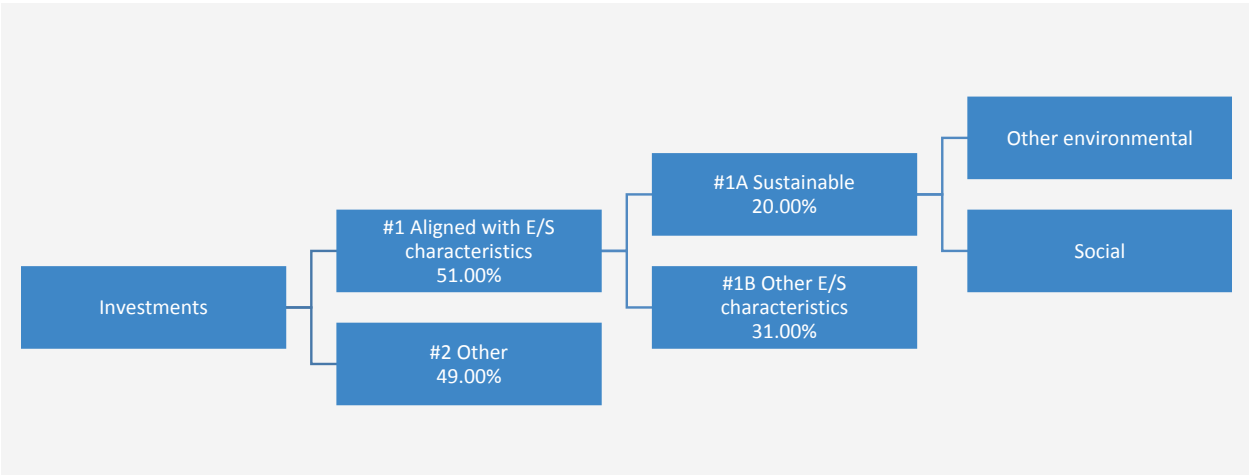 Investments
#1 Aligned with E/S
characteristics
51.00%
#2 Other
49.00%
#1A Sustainable
20.00%
#1B Other E/S
characteristics
31.00%
Other environmental
Social